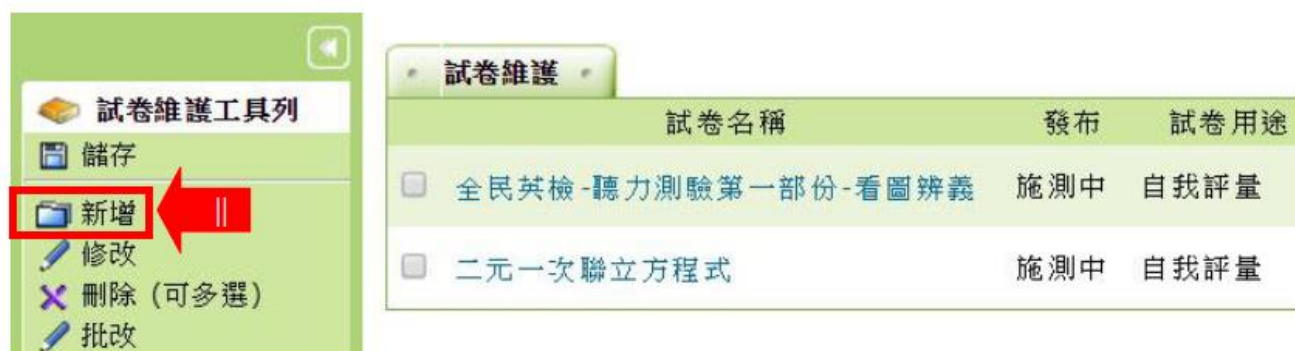 試卷維護工具列
儲存
新增
修改
刪除 (可多選)
批改
試卷維護
試卷名稱 發布 試卷用途
全民英檢-聽力測驗第一部份-看圖辨義 施測中 自我評量
二元一次聯立方程式 施測中 自我評量